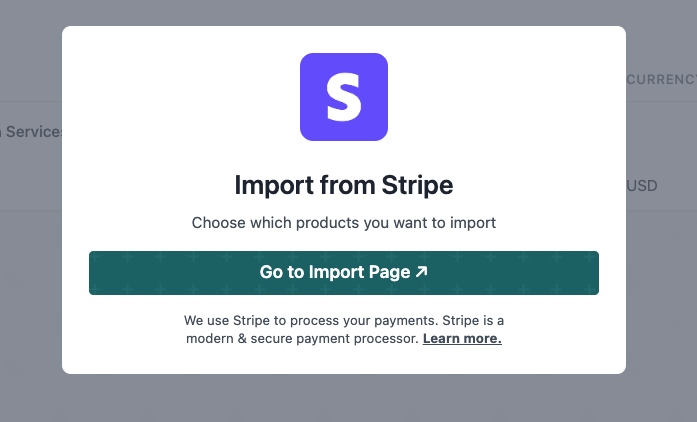 S
CURRENCY
Services
USD
Import from Stripe
Choose which products you want to import
Go to Import Page ↗
We use Stripe to process your payments. Stripe is a
modern & secure payment processor. Learn more.